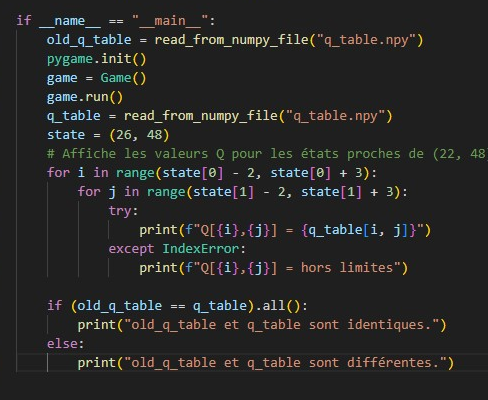 if __name__ == "__main__":
    old_q_table = read_from_numpy_file("q_table.npy")
    pygame.init()
    game = Game()
    game.run()
    q_table = read_from_numpy_file("q_table.npy")
    state = (26, 48)
    # Affiche les valeurs Q pour les états proches de (22, 48
    for i in range(state[0] - 2, state[0] + 3):
        for j in range(state[1] - 2, state[1] + 3):
            try:
                print(f"Q[{i},{j}] = {q_table[i, j]}")
            except IndexError:
                print(f"Q[{i},{j}] = hors limites")
    if (old_q_table == q_table).all():
        print("old_q_table et q_table sont identiques.")
    else:
        print("old_q_table et q_table sont différentes.")